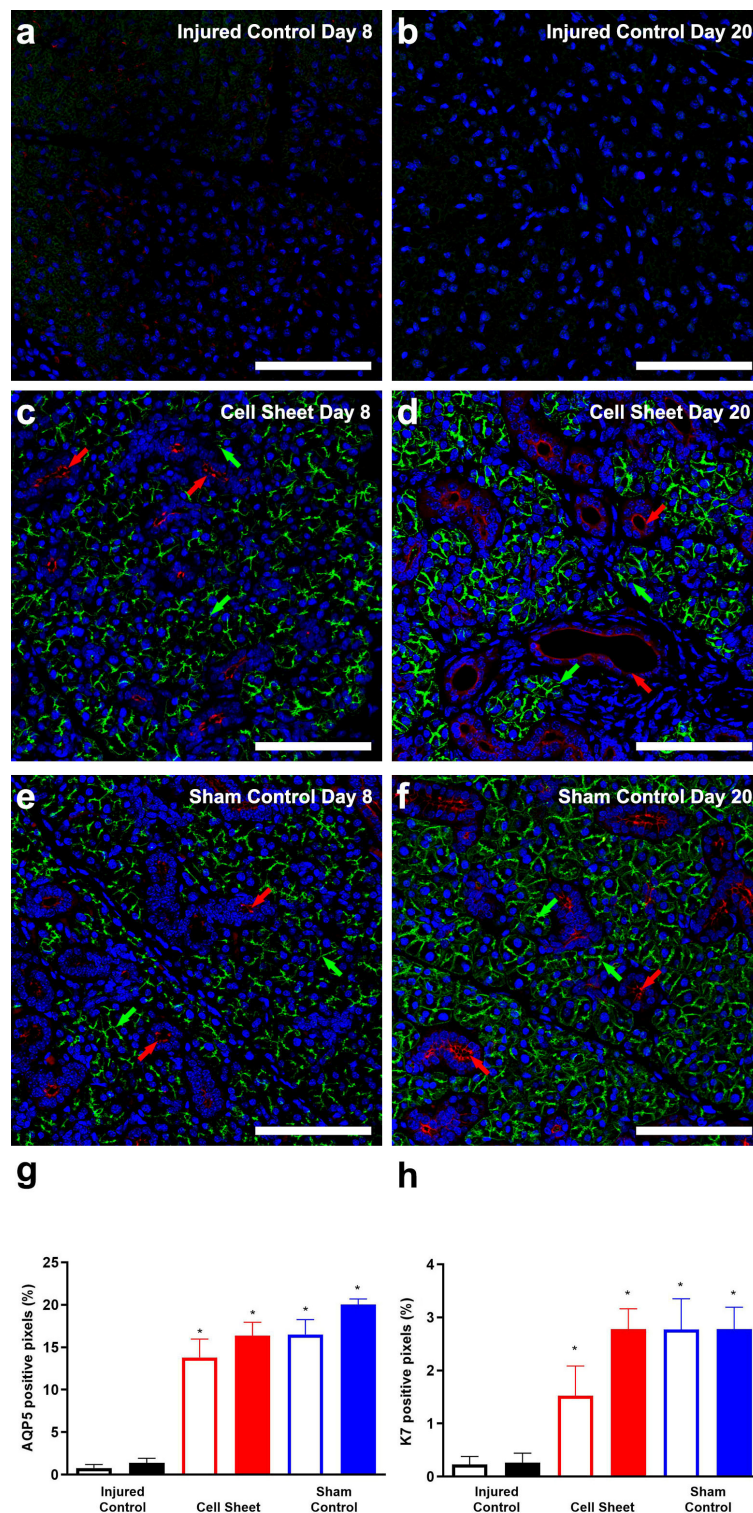 a
Injured Control Day 8
b
Injured Control Day 20
c
Cell Sheet Day 8
d
Cell Sheet Day 20
e
Sham Control Day 8
f
Sham Control Day 20
g
h
AQP5 positive pixels (%)
25
20
15
10
5
0
*
*
*
*
Injured
Control
Cell Sheet
Sham
Control
K7 positive pixels (%)
4
3
2
1
0
*
*
*
*
Injured
Control
Cell Sheet
Sham
Control